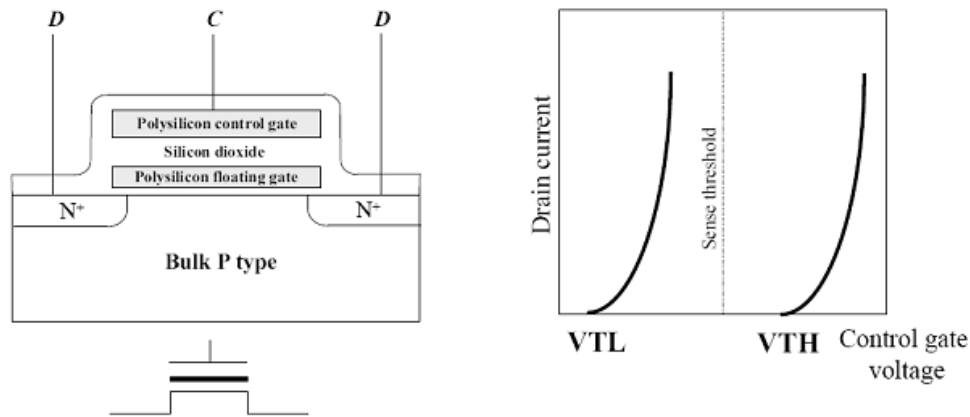 D C D
Polysilicon control gate
Silicon dioxide
Polysilicon floating gate
N+ N+
Bulk P type
Drain current
Sense threshold
VTL VTH Control gate
voltage